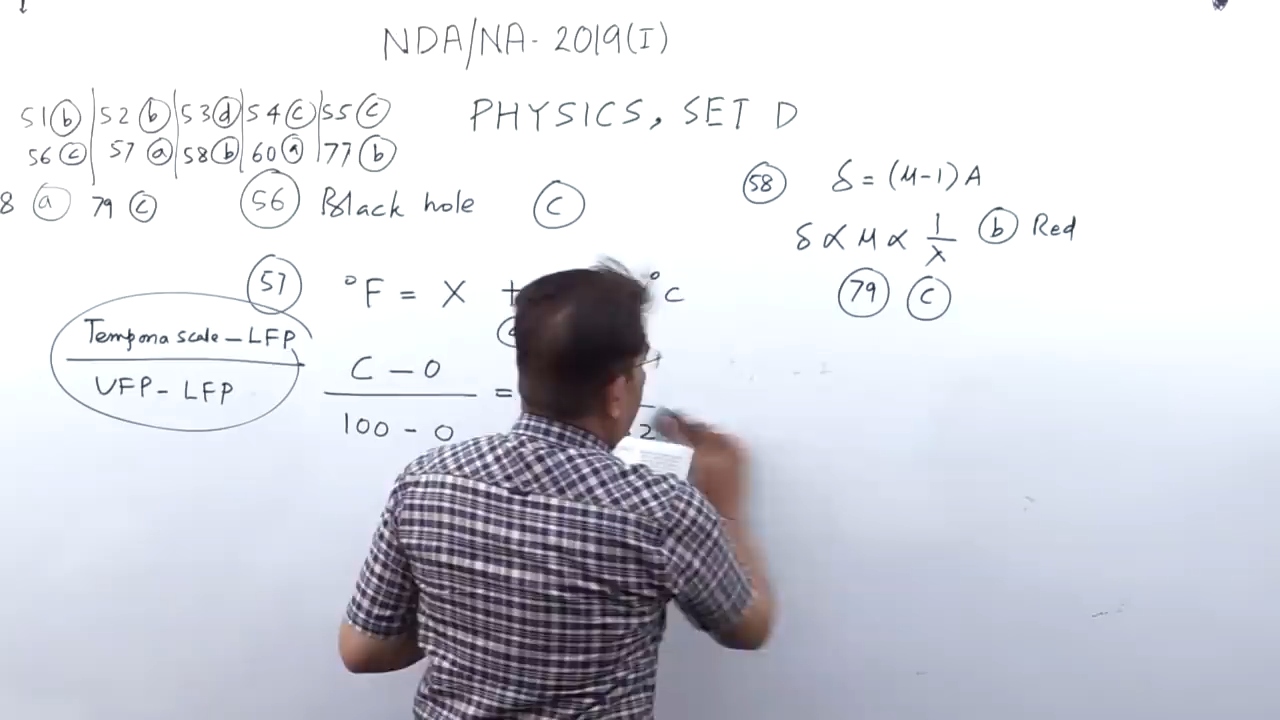 NDA/NA- 2019(I)
PHYSICS, SET D
51 (b) | 52 (b) | 53 (d) | 54 (c) | 55 (c)
56 (c) | 57 (a) | 58 (b) | 60 (a) | 77 (b)
8 (a) 79 (c)
(56) Black hole (c)
(57) °F = X + °C
Tempona scale - LFP
UFP - LFP
C - 0
100 - 0
=
2
(58) δ = (μ-1) A
δ ∝ μ ∝ 1/λ (b) Red
(79) (c)